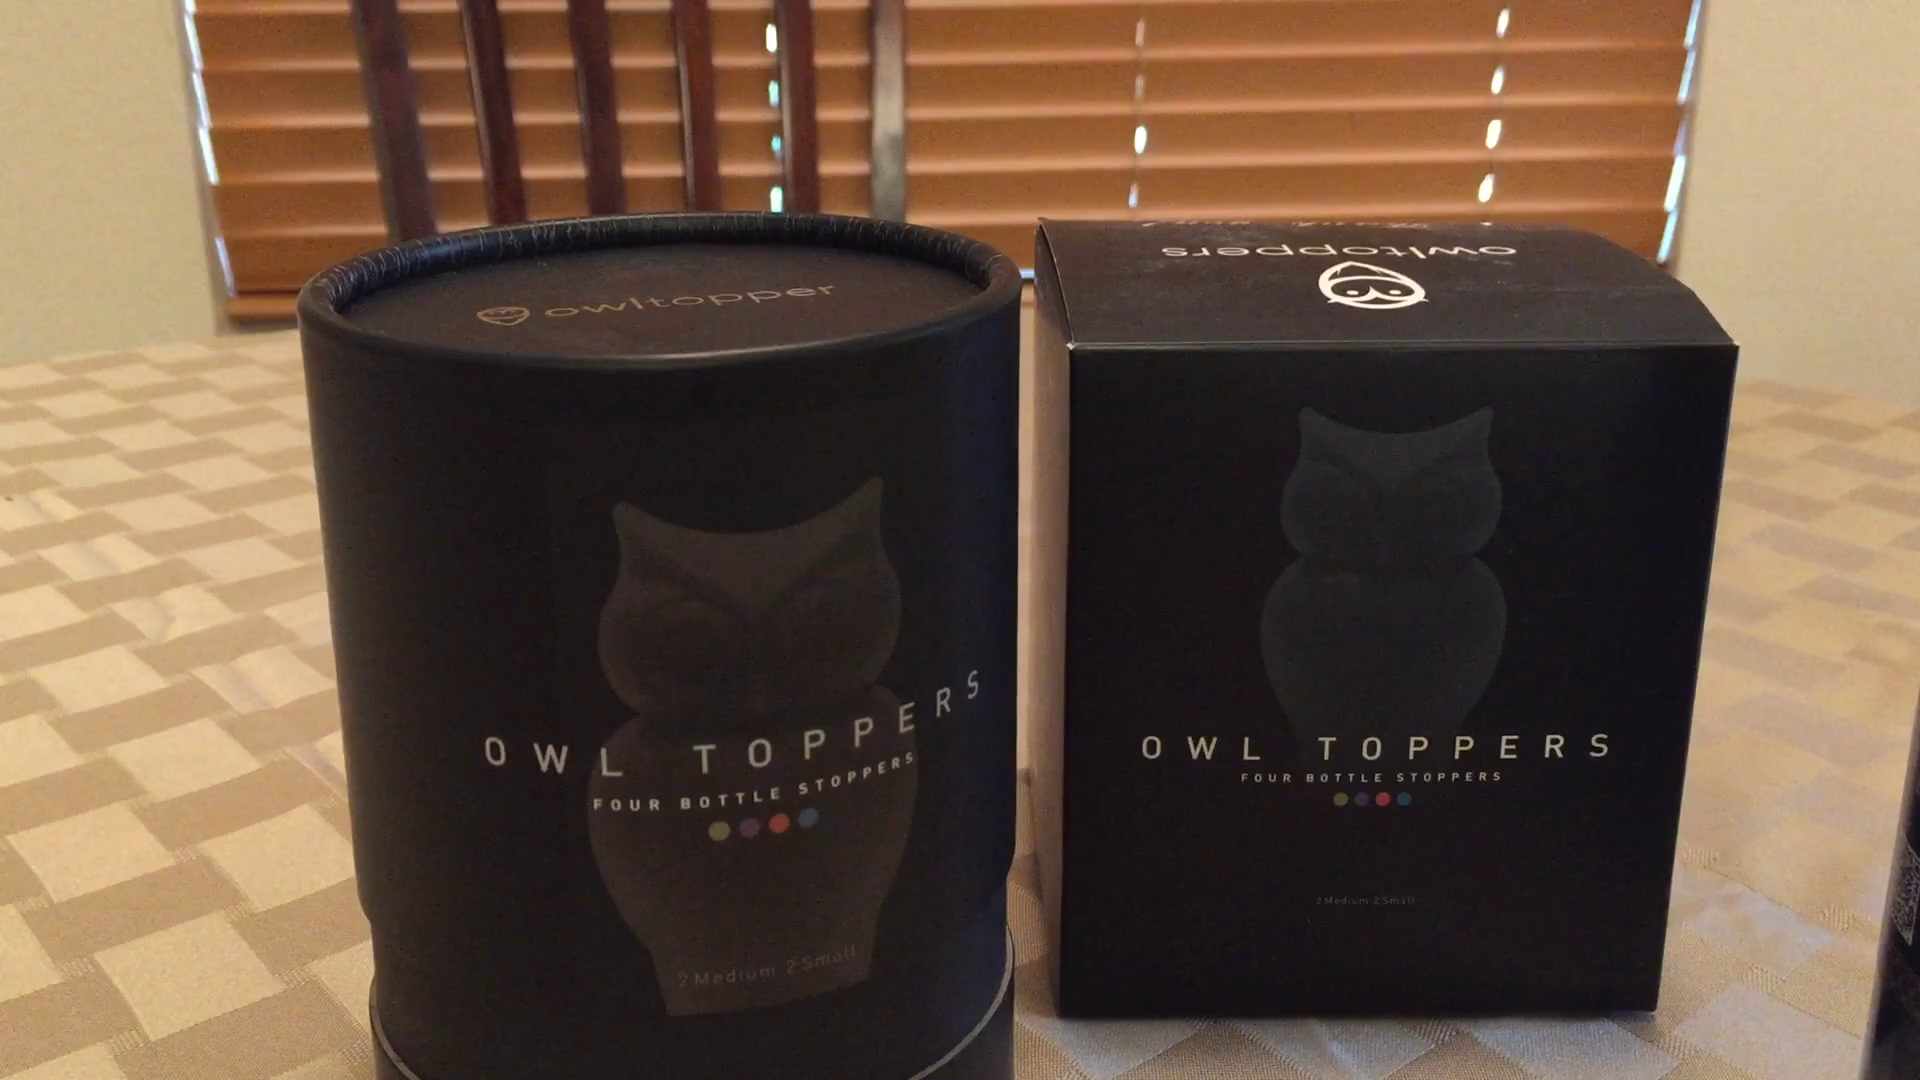 owltopper
OWL TOPPERS
FOUR BOTTLE STOPPERS
2 Medium 2 Small
owltoppers
OWL TOPPERS
FOUR BOTTLE STOPPERS
2 Medium 2 Small